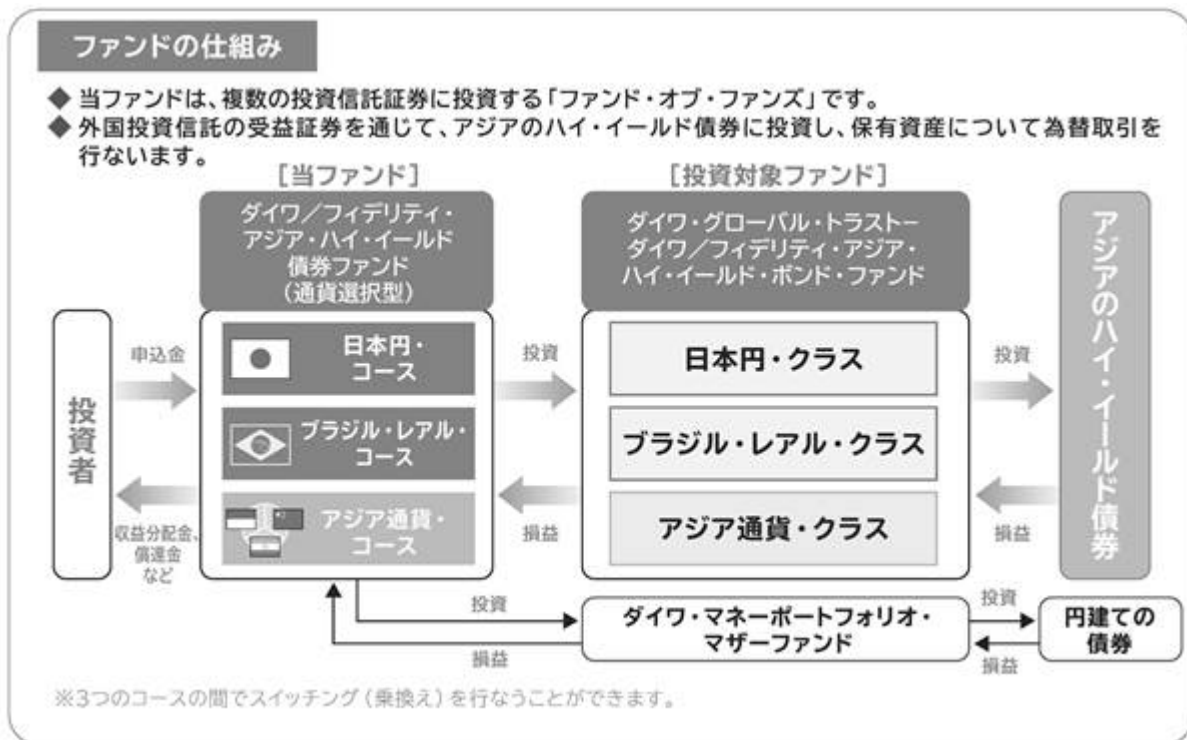 ファンドの仕組み
◆ 当ファンドは、複数の投資信託証券に投資する「ファンド・オブ・ファンズ」です。
◆ 外国投資信託の受益証券を通じて、アジアのハイ・イールド債券に投資し、保有資産について為替取引を
行ないます。
[当ファンド]
ダイワ/フィデリティ・
アジア・ハイ・イールド
債券ファンド
(通貨選択型)
[投資対象ファンド]
ダイワ・グローバル・トラストー
ダイワ/フィデリティ・アジア・
ハイ・イールド・ボンド・ファンド
投資者
申込金
収益分配金、
償還金
など
日本円・
コース
ブラジル・レアル・
コース
アジア通貨・
コース
投資
損益
日本円・クラス
ブラジル・レアル・クラス
アジア通貨・クラス
投資
損益
アジアのハイ・イールド債券
投資
損益
ダイワ・マネーポートフォリオ・
マザーファンド
投資
損益
円建ての
債券
※3つのコースの間でスイッチング(乗換え)を行なうことができます。